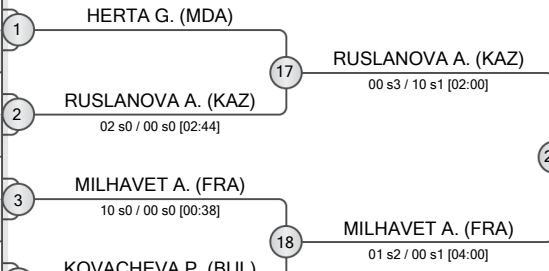 HERTA G. (MDA)
1
RUSLANOVA A. (KAZ)
17
00 s3 / 10 s1 [02:00]
RUSLANOVA A. (KAZ)
2
02 s0 / 00 s0 [02:44]
MILHAVET A. (FRA)
3
10 s0 / 00 s0 [00:38]
MILHAVET A. (FRA)
18
01 s2 / 00 s1 [04:00]
KOVACHEVA P. (BUL)